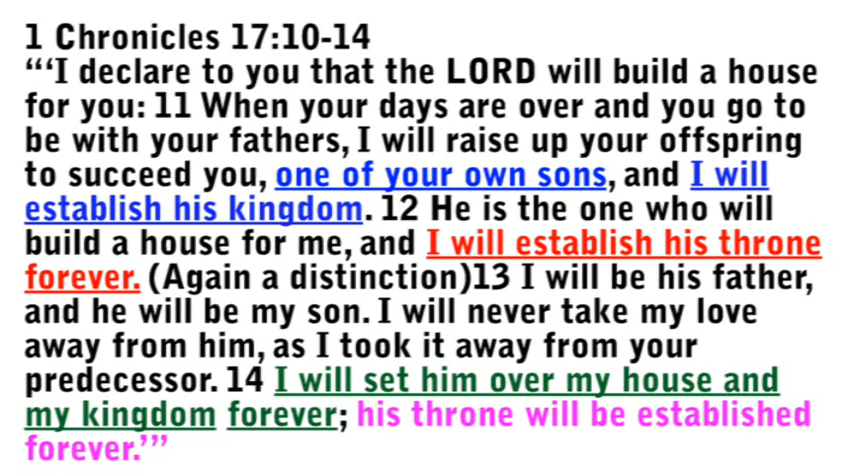 1 Chronicles 17:10-14
“‘I declare to you that the LORD will build a house
for you: 11 When your days are over and you go to
be with your fathers, I will raise up your offspring
to succeed you, one of your own sons, and I will
establish his kingdom. 12 He is the one who will
build a house for me, and I will establish his throne
forever. (Again a distinction)13 I will be his father,
and he will be my son. I will never take my love
away from him, as I took it away from your
predecessor. 14 I will set him over my house and
my kingdom forever; his throne will be established
forever.’”